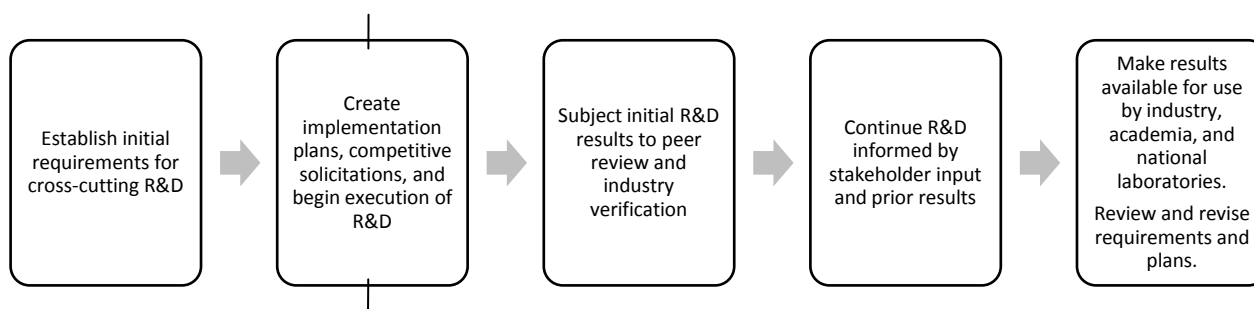 Establish initial
requirements for
cross-cutting R&D
Create
implementation
plans, competitive
solicitations, and
begin execution of
R&D
Subject initial R&D
results to peer
review and
industry
verification
Continue R&D
informed by
stakeholder input
and prior results
Make results
available for use
by industry,
academia, and
national
laboratories.
Review and revise
requirements and
plans.